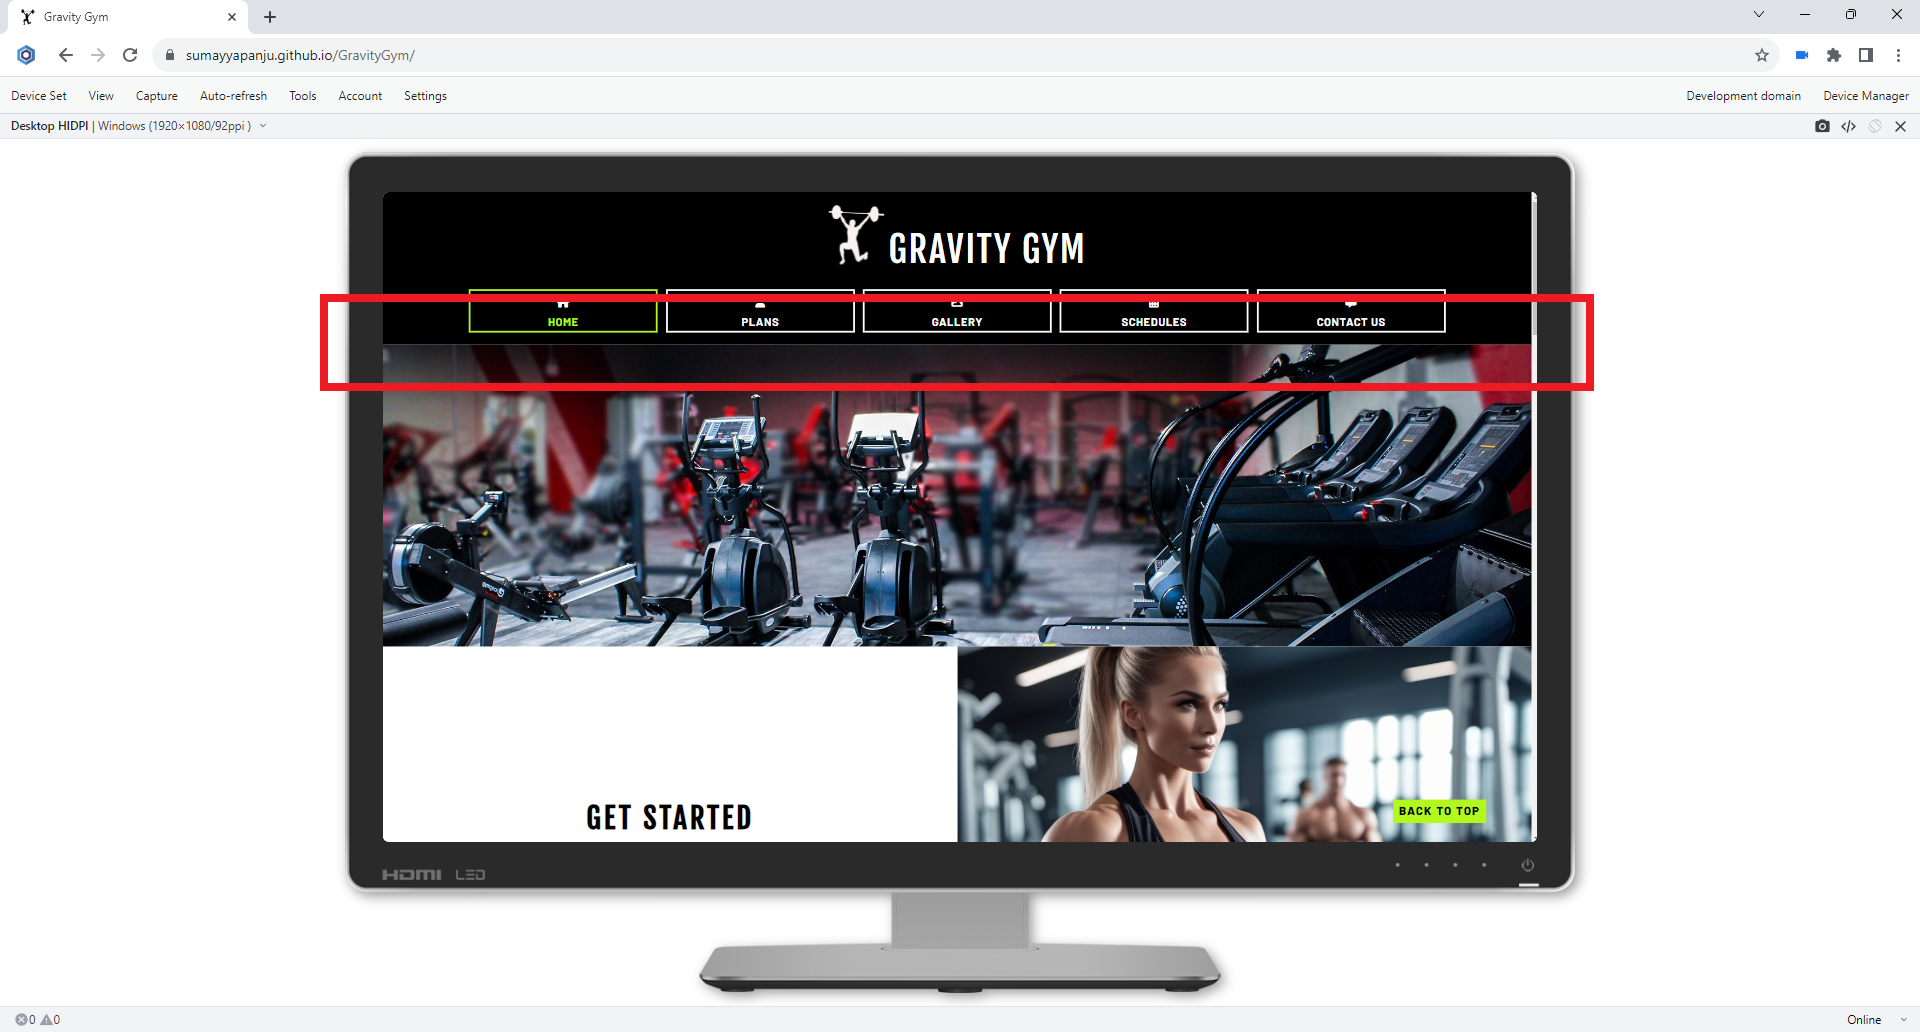 Gravity Gym
sumayyapanju.github.io/GravityGym/
Device Set View Capture Auto-refresh Tools Account Settings Development domain Device Manager
Desktop HIDPI | Windows (1920×1080/92ppi )
GRAVITY GYM
HOME PLANS GALLERY SCHEDULES CONTACT US
GET STARTED
BACK TO TOP
HDMI LED
0 0 Online